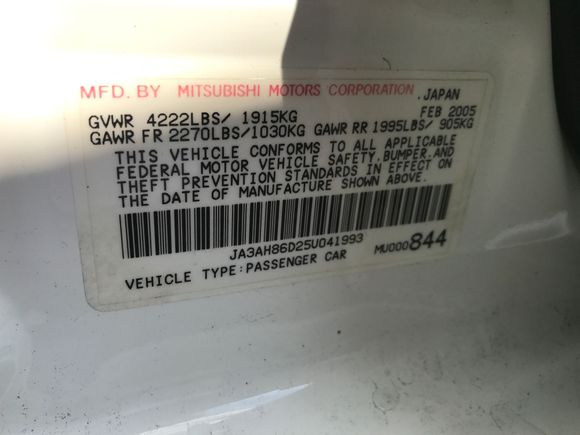 MFD. BY MITSUBISHI MOTORS CORPORATION .JAPAN
GVWR 4222LBS/ 1915KG FEB 2005
GAWR FR 2270LBS/1030KG GAWR RR 1995LBS/ 905KG
THIS VEHICLE CONFORMS TO ALL APPLICABLE
FEDERAL MOTOR VEHICLE SAFETY,BUMPER,AND
THEFT PREVENTION STANDARDS IN EFFECT ON
THE DATE OF MANUFACTURE SHOWN ABOVE.
JA3AH86D25U041993 MU000844
VEHICLE TYPE:PASSENGER CAR